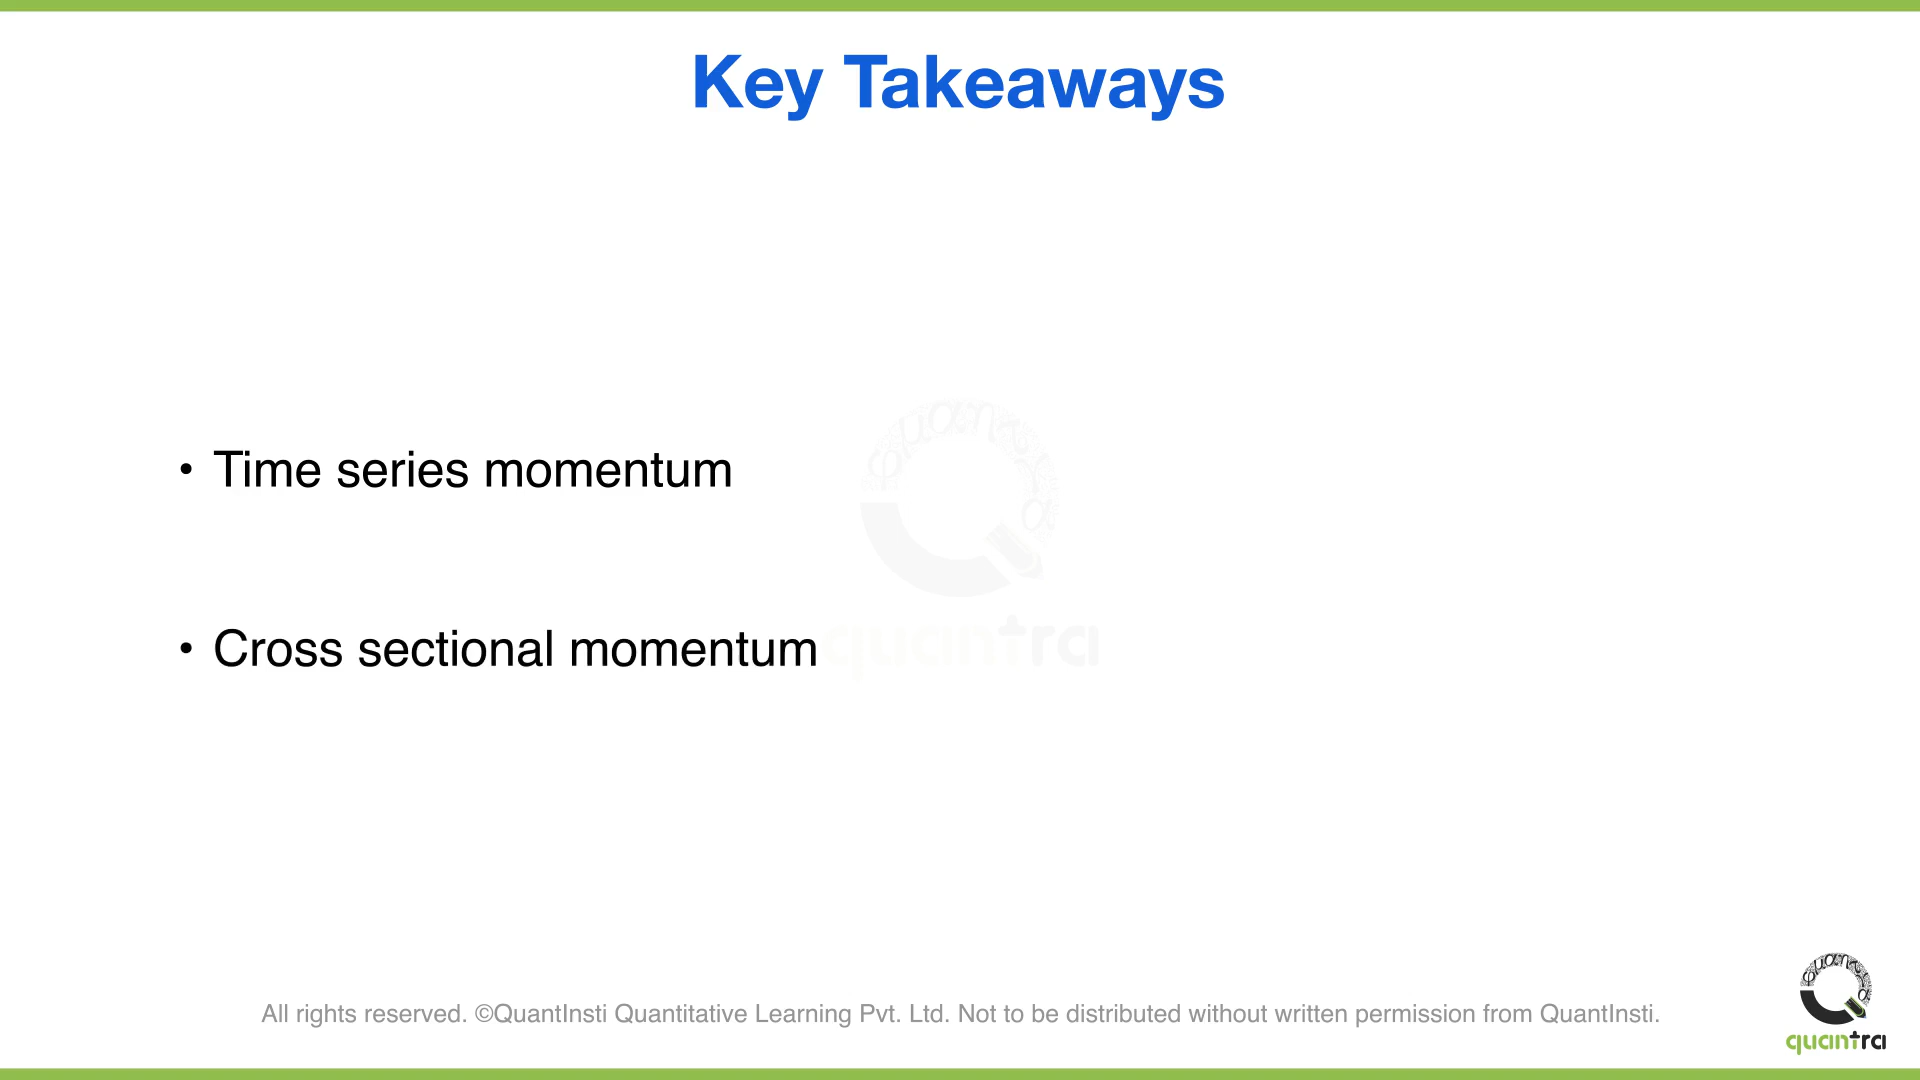 Key Takeaways
• Time series momentum
• Cross sectional momentum
quantra
All rights reserved. ©QuantInsti Quantitative Learning Pvt. Ltd. Not to be distributed without written permission from QuantInsti.
quantra